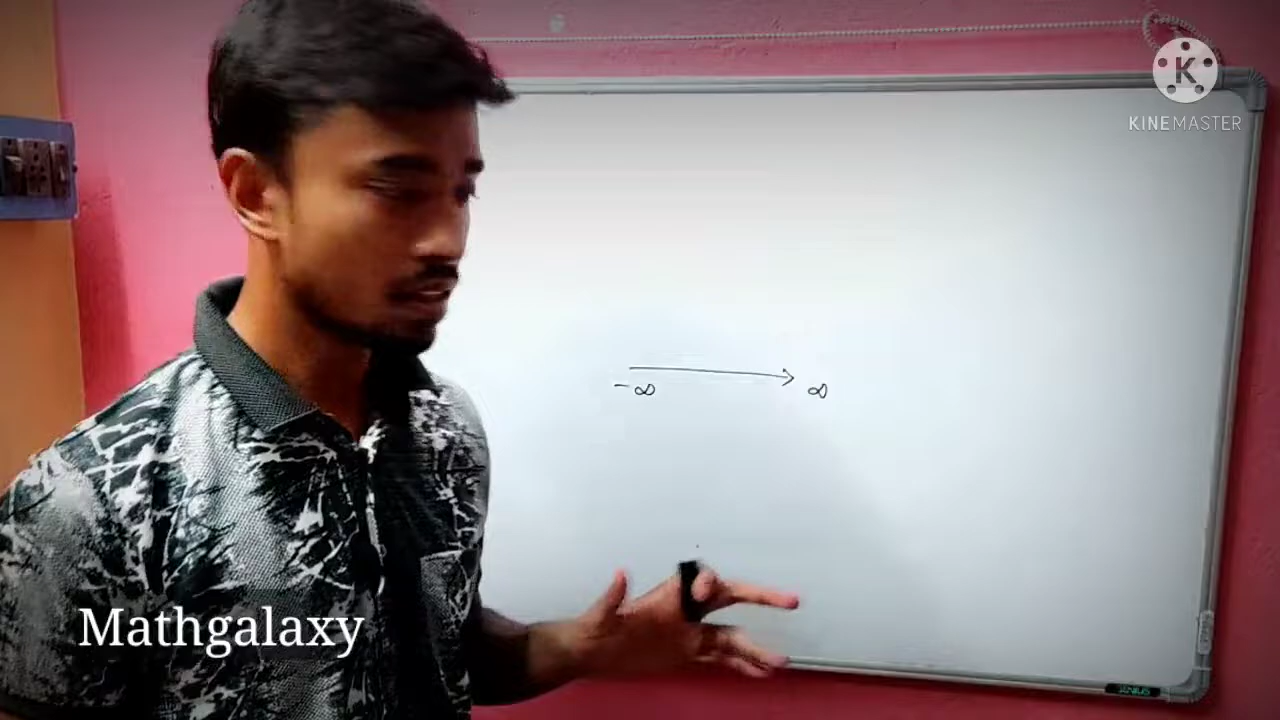 K
KINEMASTER
-∞ → ∞
Mathgalaxy